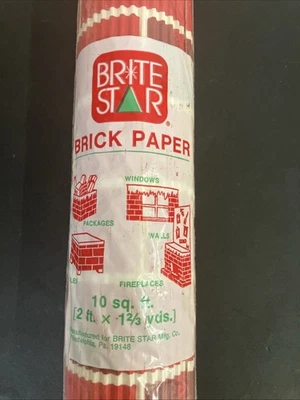 BRITE
STAR
®
BRICK PAPER
WINDOWS
PACKAGES
WALLS
FIREPLACES
10 sq. ft.
[2 ft. × 1⅔ yds.]
for BRITE STAR Mfg. Co.,
Pa. 19148